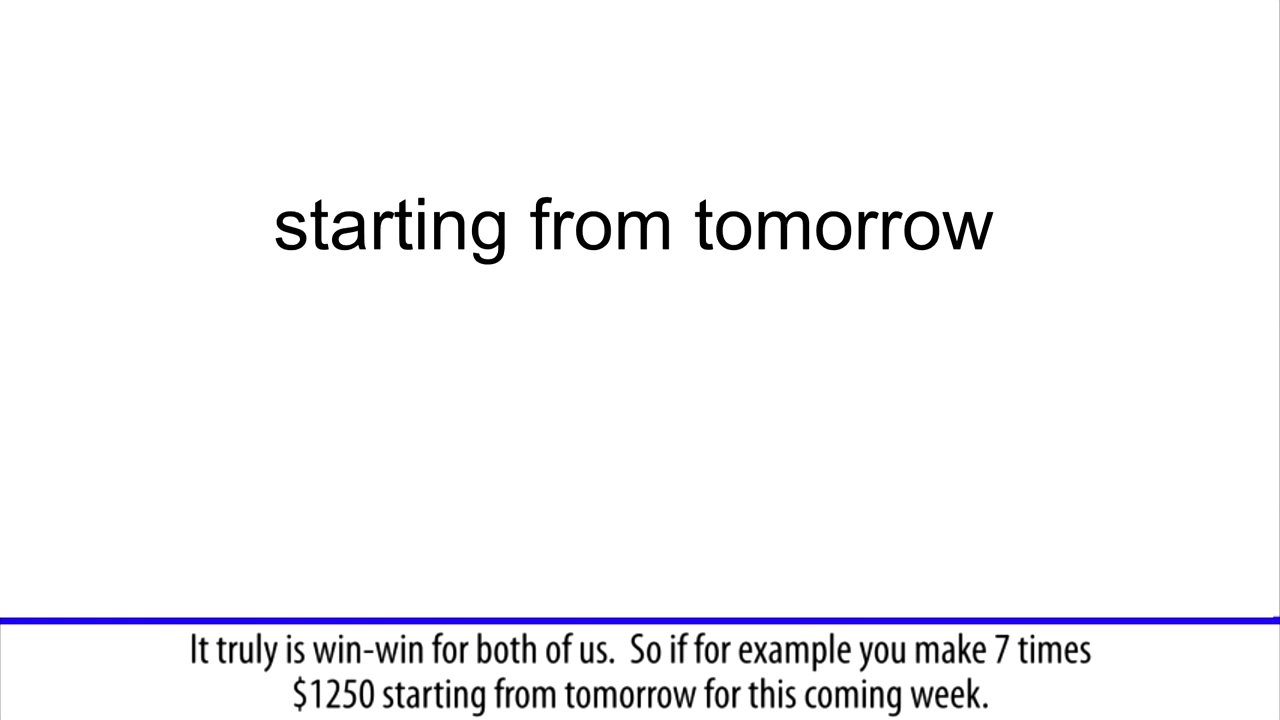 starting from tomorrow
It truly is win-win for both of us.  So if for example you make 7 times
$1250 starting from tomorrow for this coming week.